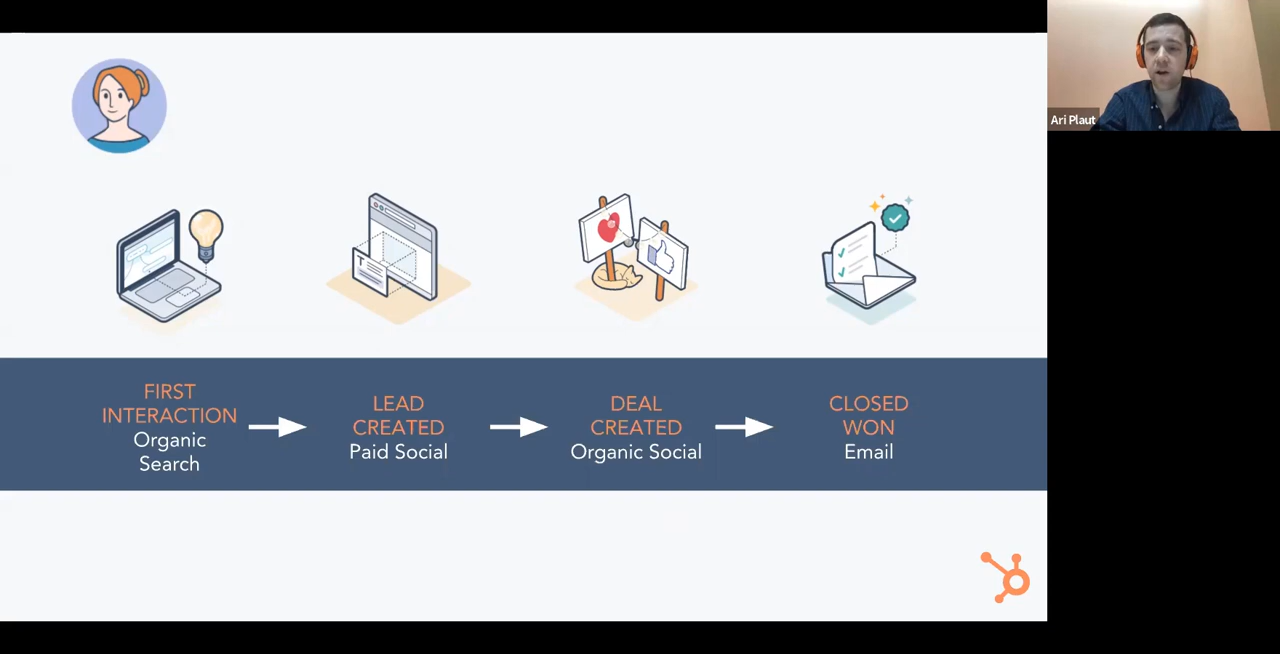 Ari Plaut
FIRST
INTERACTION
Organic
Search
LEAD
CREATED
Paid Social
DEAL
CREATED
Organic Social
CLOSED
WON
Email